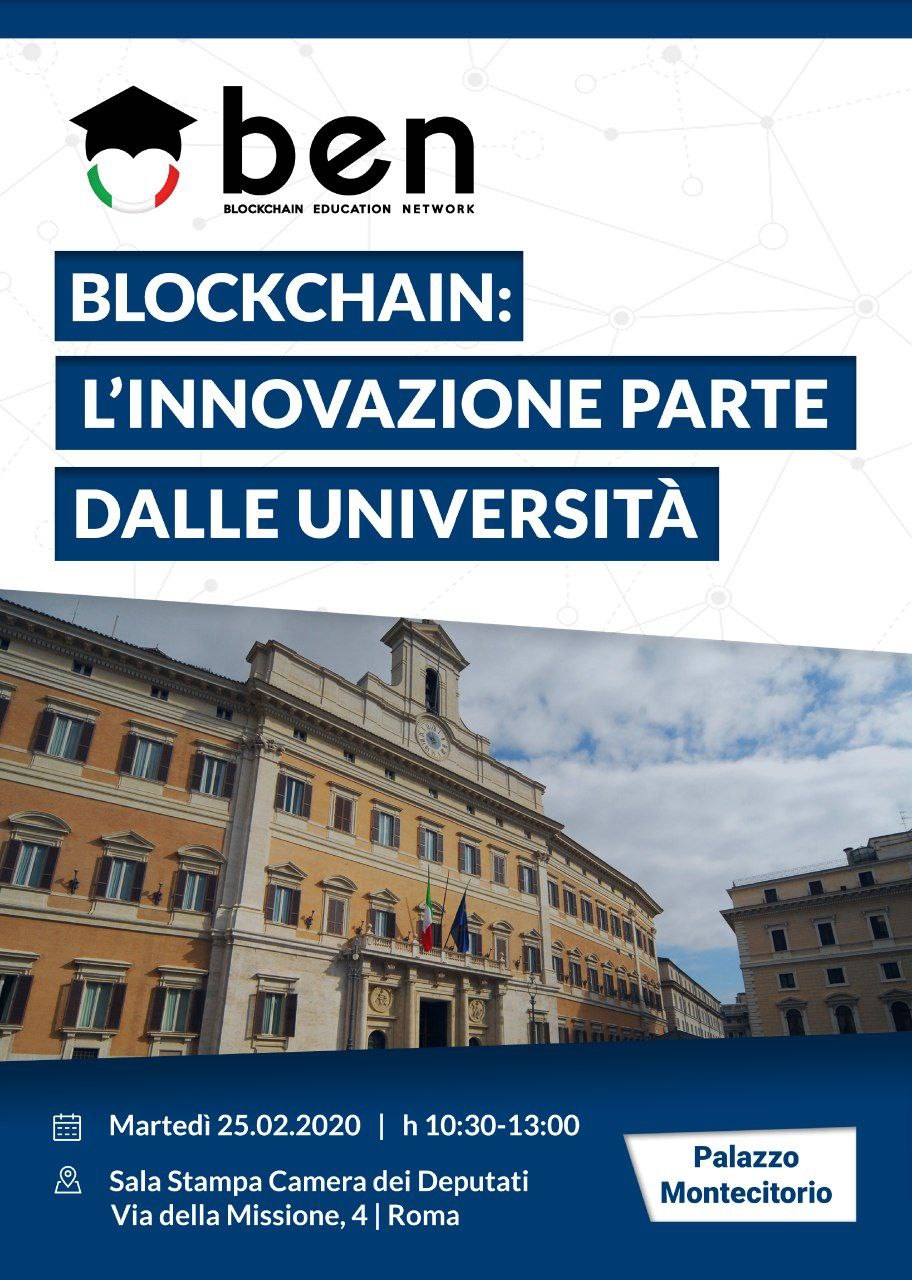 ben
BLOCKCHAIN EDUCATION NETWORK
BLOCKCHAIN:
L’INNOVAZIONE PARTE
DALLE UNIVERSITÀ
Martedì 25.02.2020 | h 10:30-13:00
Sala Stampa Camera dei Deputati
Via della Missione, 4 | Roma
Palazzo
Montecitorio